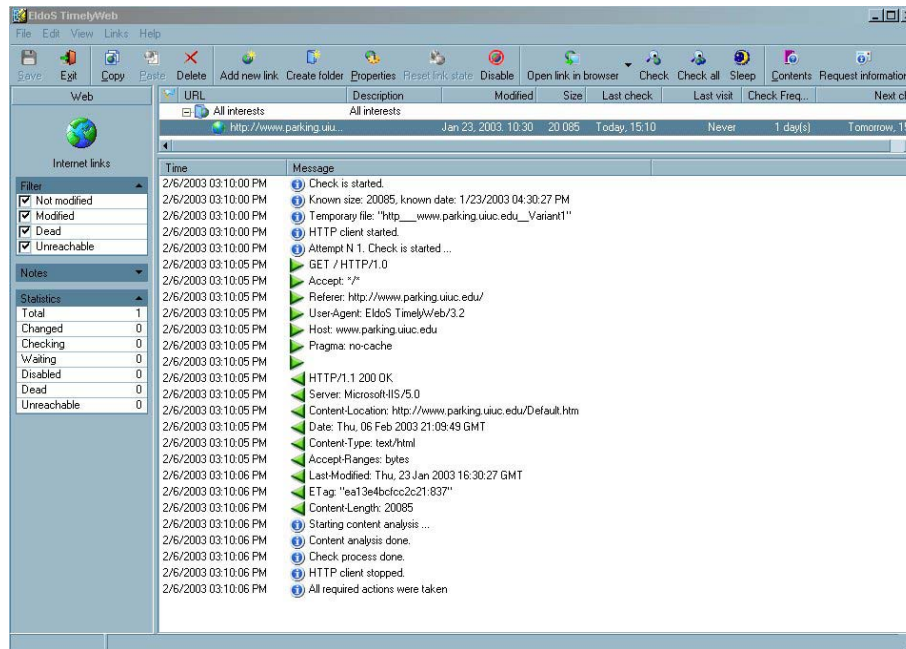 EldoS TimelyWeb
File Edit View Links Help
Save Exit Copy Paste Delete Add new link Create folder Properties Reset link state Disable Open link in browser Check Check all Sleep Contents Request information
Web
Internet links
Filter
Not modified
Modified
Dead
Unreachable
Notes
Statistics
Total 1
Changed 0
Checking 0
Waiting 0
Disabled 0
Dead 0
Unreachable 0
URL Description Modified Size Last check Last visit Check Freq... Next
All interests All interests
http://www.parking.uiu... Jan 23, 2003. 10:30 20 085 Today, 15:10 Never 1 day(s) Tomorrow,
Time Message
2/6/2003 03:10:00 PM Check is started.
2/6/2003 03:10:00 PM Known size: 20085, known date: 1/23/2003 04:30:27 PM
2/6/2003 03:10:00 PM Temporary file: "http___www.parking.uiuc.edu__Variant1"
2/6/2003 03:10:00 PM HTTP client started.
2/6/2003 03:10:00 PM Attempt N 1. Check is started ...
2/6/2003 03:10:05 PM GET / HTTP/1.0
2/6/2003 03:10:05 PM Accept: */*
2/6/2003 03:10:05 PM Referer: http://www.parking.uiuc.edu/
2/6/2003 03:10:05 PM User-Agent: EldoS TimelyWeb/3.2
2/6/2003 03:10:05 PM Host: www.parking.uiuc.edu
2/6/2003 03:10:05 PM Pragma: no-cache
2/6/2003 03:10:05 PM
2/6/2003 03:10:05 PM HTTP/1.1 200 OK
2/6/2003 03:10:05 PM Server: Microsoft-IIS/5.0
2/6/2003 03:10:05 PM Content-Location: http://www.parking.uiuc.edu/Default.htm
2/6/2003 03:10:05 PM Date: Thu, 06 Feb 2003 21:09:49 GMT
2/6/2003 03:10:05 PM Content-Type: text/html
2/6/2003 03:10:05 PM Accept-Ranges: bytes
2/6/2003 03:10:06 PM Last-Modified: Thu, 23 Jan 2003 16:30:27 GMT
2/6/2003 03:10:06 PM ETag: "ea13e4bcfcc2c21:837"
2/6/2003 03:10:06 PM Content-Length: 20085
2/6/2003 03:10:06 PM Starting content analysis ...
2/6/2003 03:10:06 PM Content analysis done.
2/6/2003 03:10:06 PM Check process done.
2/6/2003 03:10:06 PM HTTP client stopped.
2/6/2003 03:10:06 PM All required actions were taken